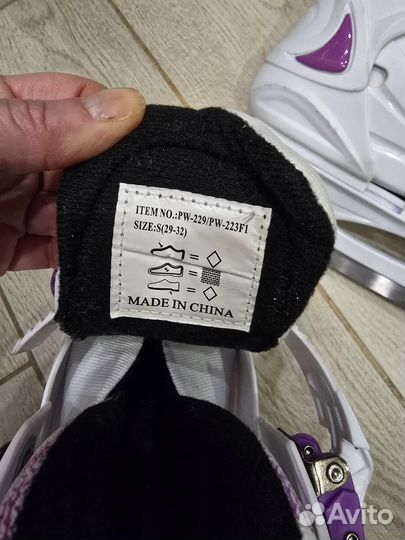 ITEM NO.:PW-229/PW-223F1
SIZE:S(29-32)
=
=
=
MADE IN CHINA
Avito